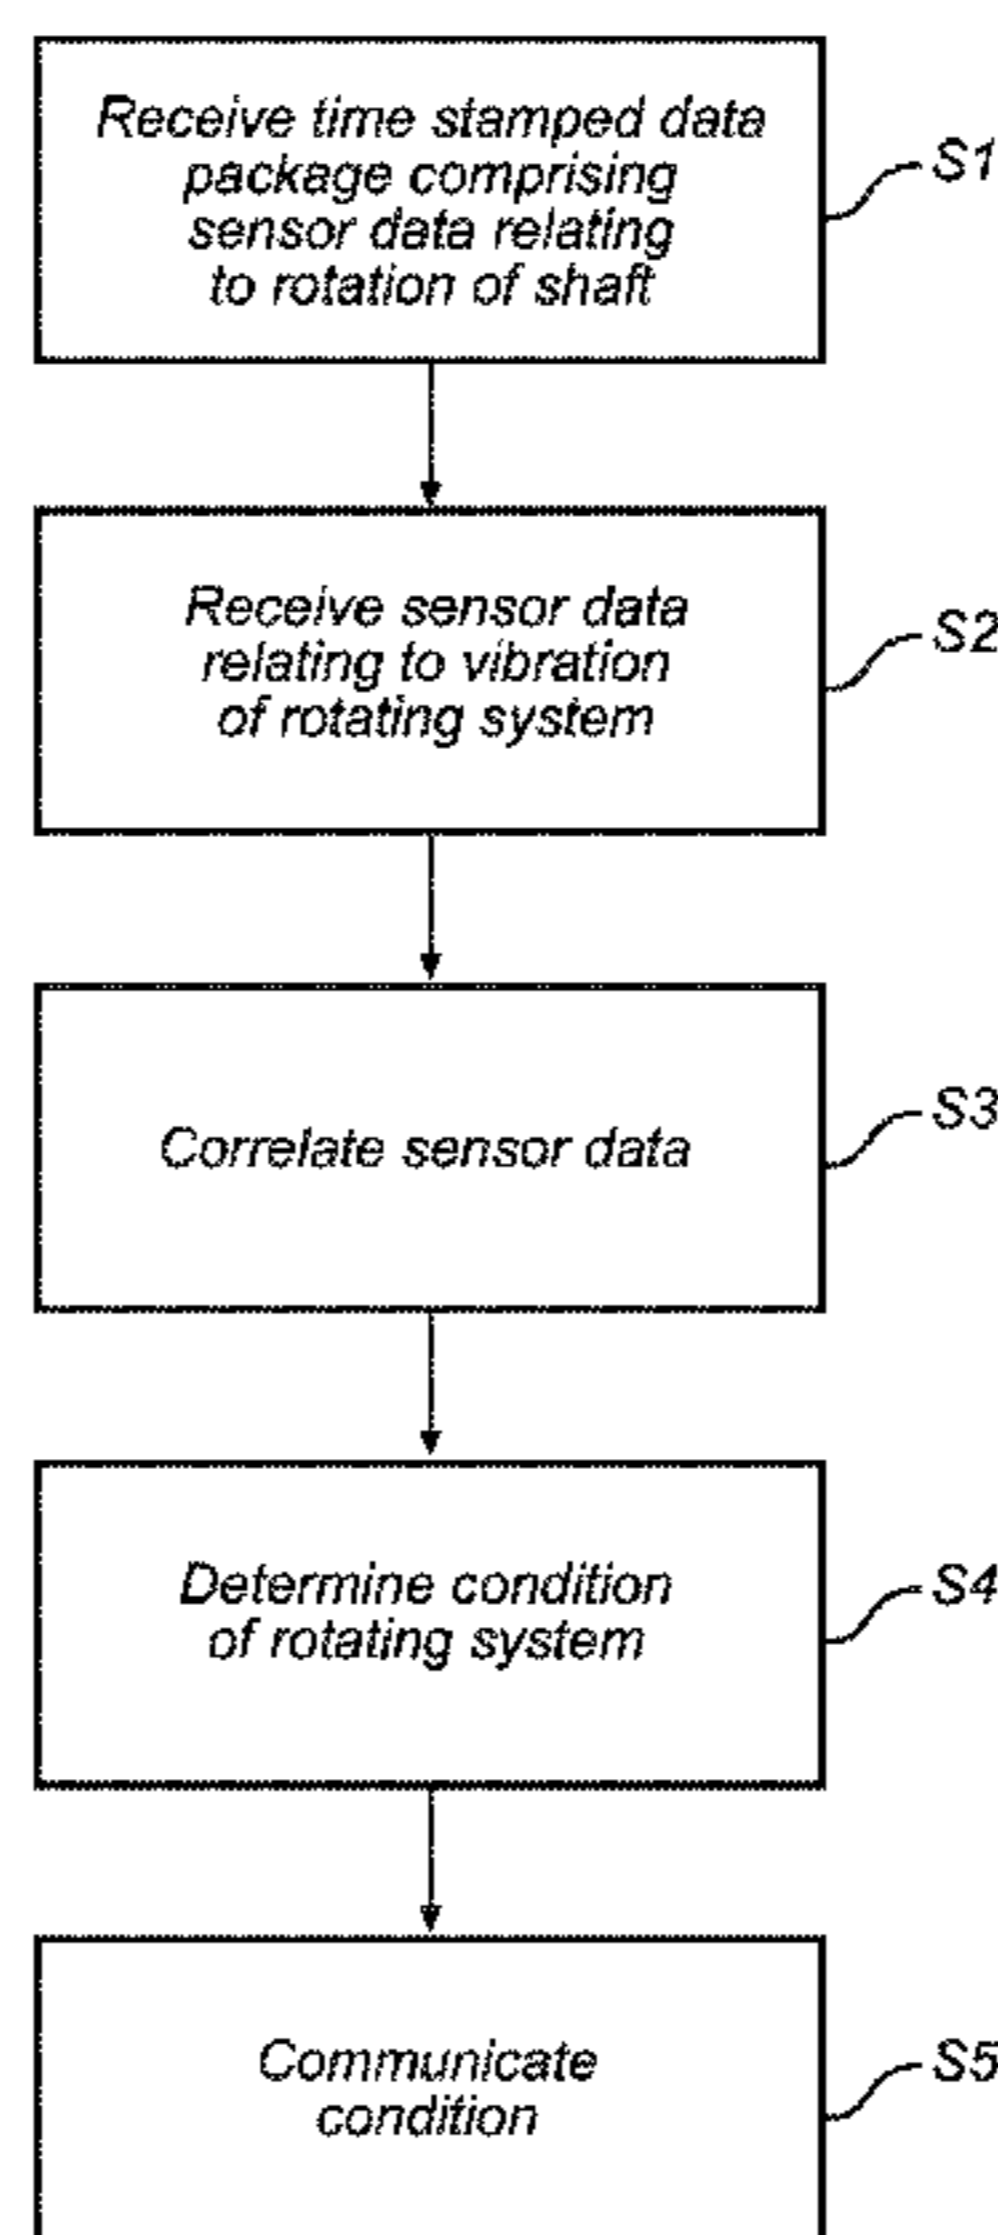 Receive time stamped data
package comprising
sensor data relating
to rotation of shaft
S1
Receive sensor data
relating to vibration
of rotating system
S2
Correlate sensor data
S3
Determine condition
of rotating system
S4
Communicate
condition
S5